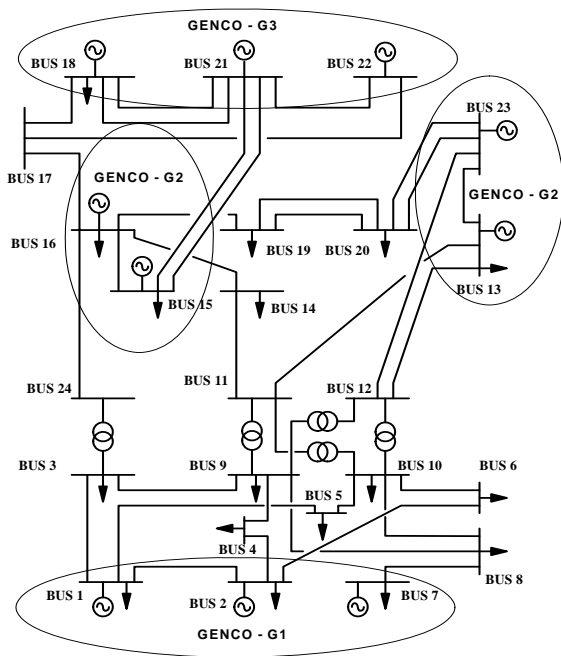 GENCO - G3
BUS 18
BUS 21
BUS 22
BUS 23
BUS 17
GENCO - G2
GENCO - G2
BUS 16
BUS 19
BUS 20
BUS 15
BUS 13
BUS 14
BUS 24
BUS 11
BUS 12
BUS 3
BUS 9
BUS 10
BUS 6
BUS 5
BUS 4
BUS 1
BUS 2
BUS 7
BUS 8
GENCO - G1